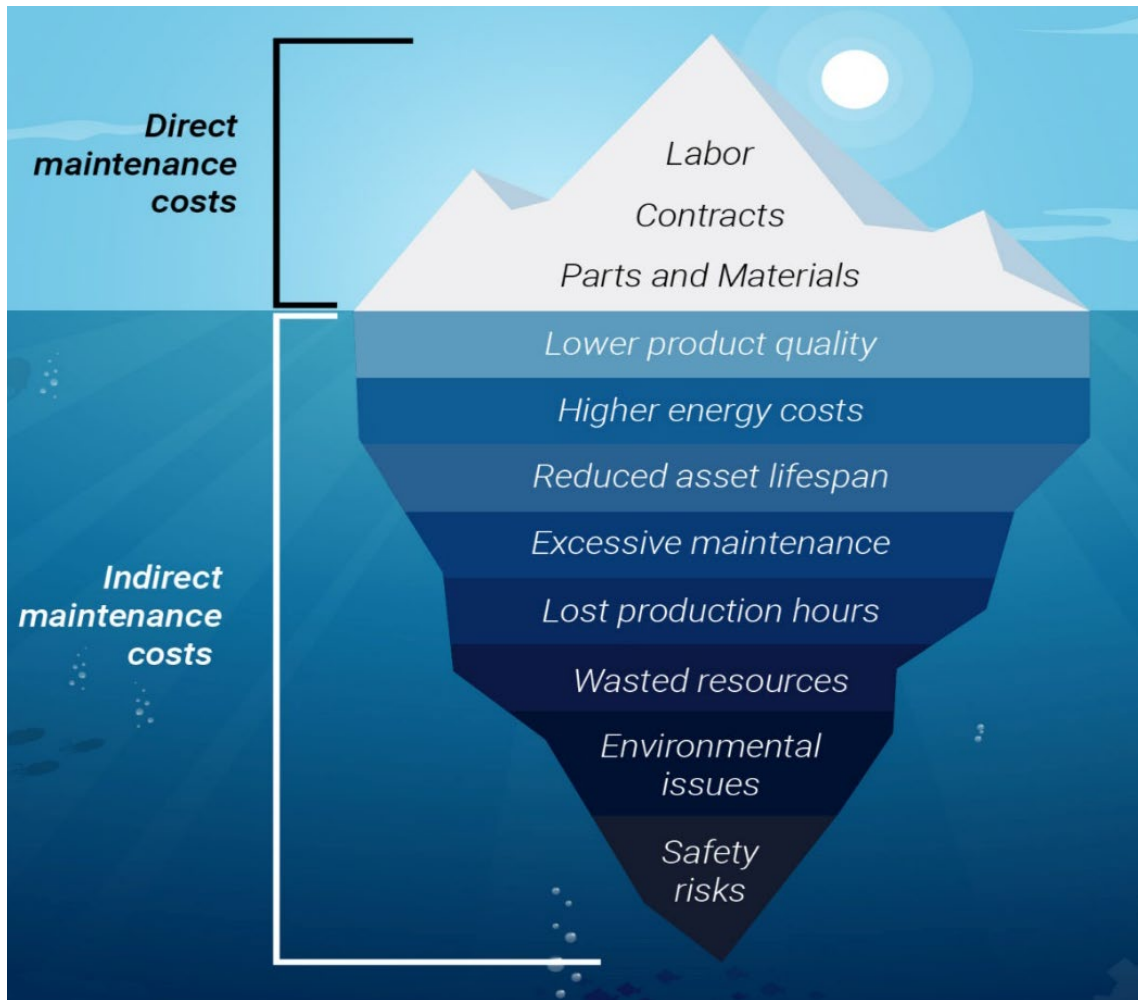 Direct
maintenance
costs
Labor
Contracts
Parts and Materials
Indirect
maintenance
costs
Lower product quality
Higher energy costs
Reduced asset lifespan
Excessive maintenance
Lost production hours
Wasted resources
Environmental
issues
Safety
risks